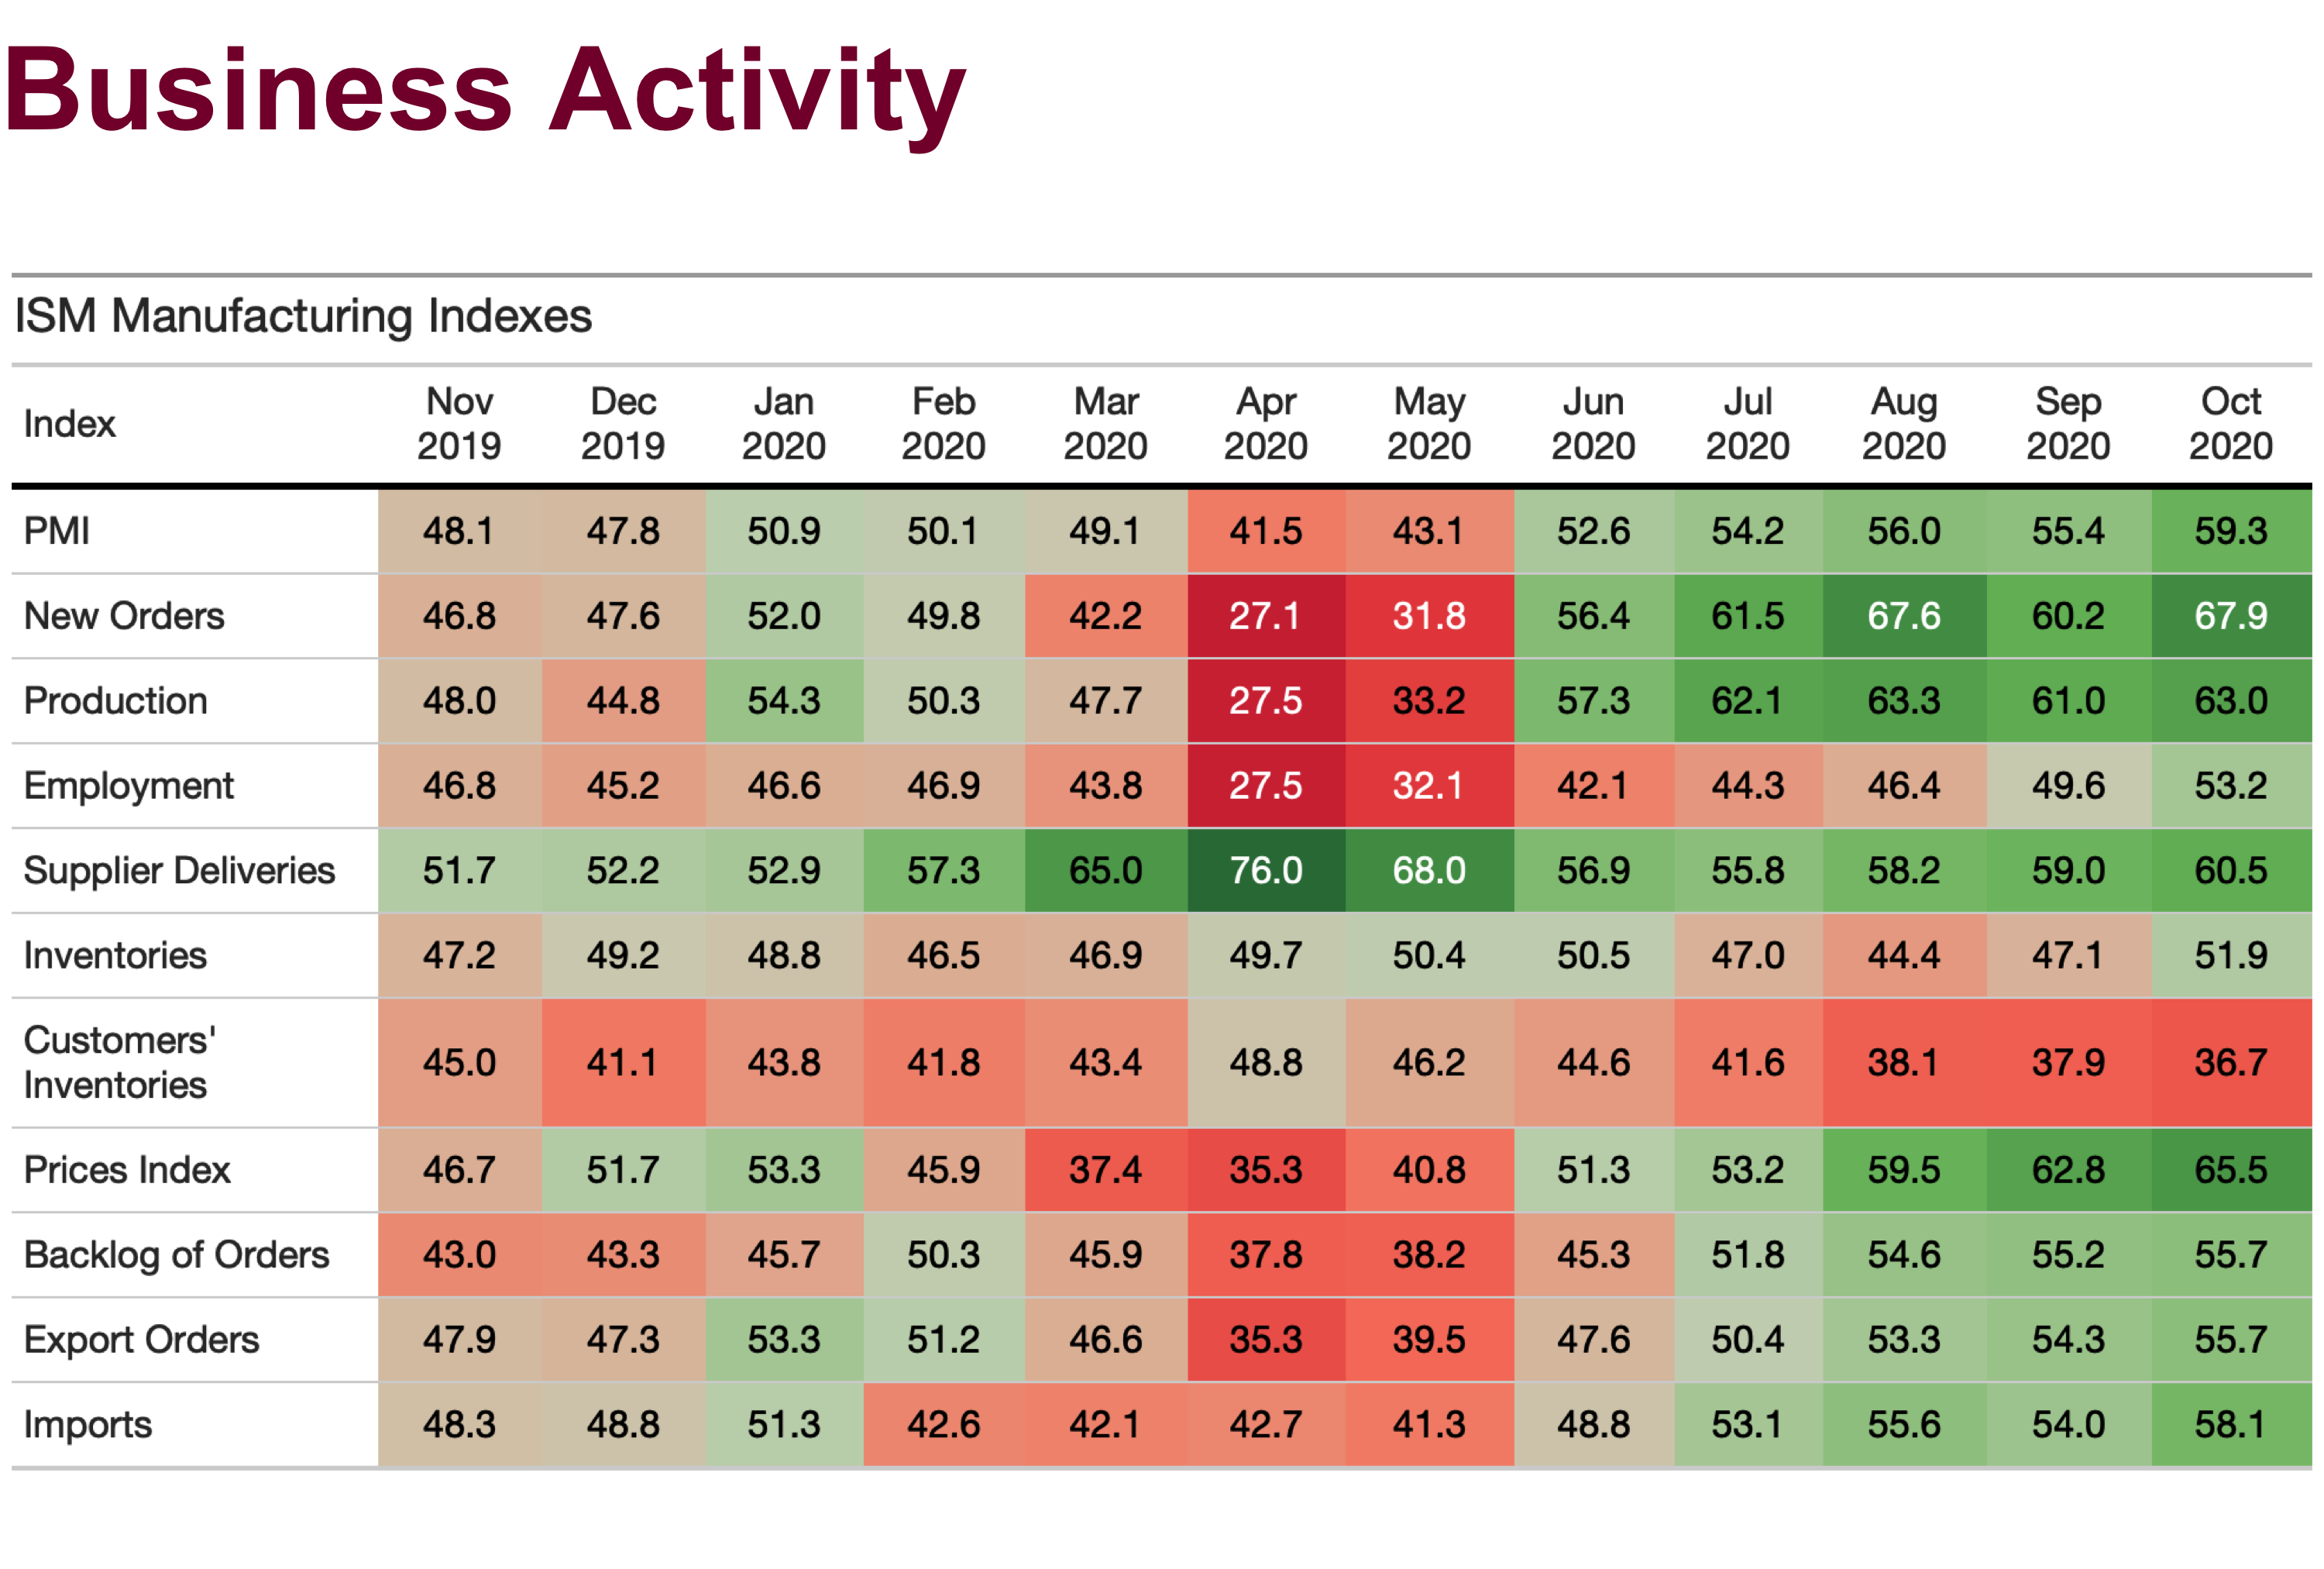 Business Activity
ISM Manufacturing Indexes
Index Nov 2019 Dec 2019 Jan 2020 Feb 2020 Mar 2020 Apr 2020 May 2020 Jun 2020 Jul 2020 Aug 2020 Sep 2020 Oct 2020
PMI 48.1 47.8 50.9 50.1 49.1 41.5 43.1 52.6 54.2 56.0 55.4 59.3
New Orders 46.8 47.6 52.0 49.8 42.2 27.1 31.8 56.4 61.5 67.6 60.2 67.9
Production 48.0 44.8 54.3 50.3 47.7 27.5 33.2 57.3 62.1 63.3 61.0 63.0
Employment 46.8 45.2 46.6 46.9 43.8 27.5 32.1 42.1 44.3 46.4 49.6 53.2
Supplier Deliveries 51.7 52.2 52.9 57.3 65.0 76.0 68.0 56.9 55.8 58.2 59.0 60.5
Inventories 47.2 49.2 48.8 46.5 46.9 49.7 50.4 50.5 47.0 44.4 47.1 51.9
Customers' Inventories 45.0 41.1 43.8 41.8 43.4 48.8 46.2 44.6 41.6 38.1 37.9 36.7
Prices Index 46.7 51.7 53.3 45.9 37.4 35.3 40.8 51.3 53.2 59.5 62.8 65.5
Backlog of Orders 43.0 43.3 45.7 50.3 45.9 37.8 38.2 45.3 51.8 54.6 55.2 55.7
Export Orders 47.9 47.3 53.3 51.2 46.6 35.3 39.5 47.6 50.4 53.3 54.3 55.7
Imports 48.3 48.8 51.3 42.6 42.1 42.7 41.3 48.8 53.1 55.6 54.0 58.1